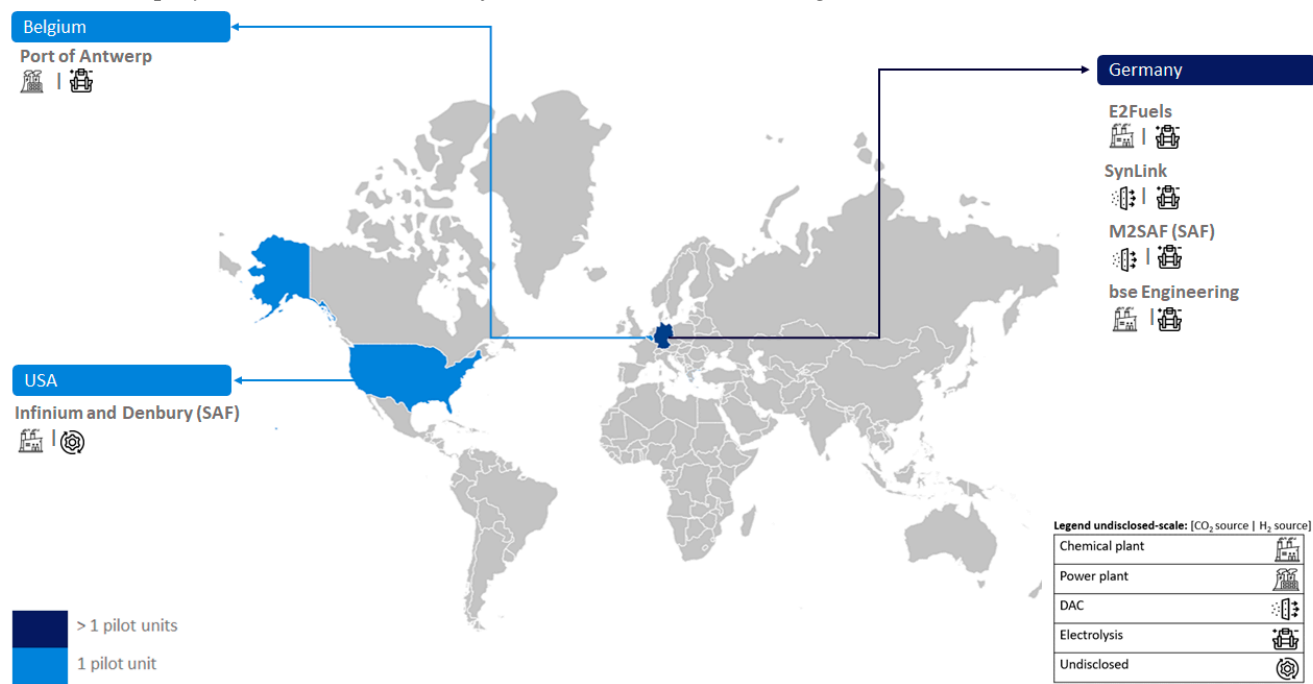 Belgium
Port of Antwerp
|
Germany
E2Fuels
|
SynLink
|
M2SAF (SAF)
|
bse Engineering
|
USA
Infinium and Denbury (SAF)
|
Legend undisclosed-scale: [CO₂ source | H₂ source]
Chemical plant
Power plant
DAC
Electrolysis
Undisclosed
> 1 pilot units
1 pilot unit